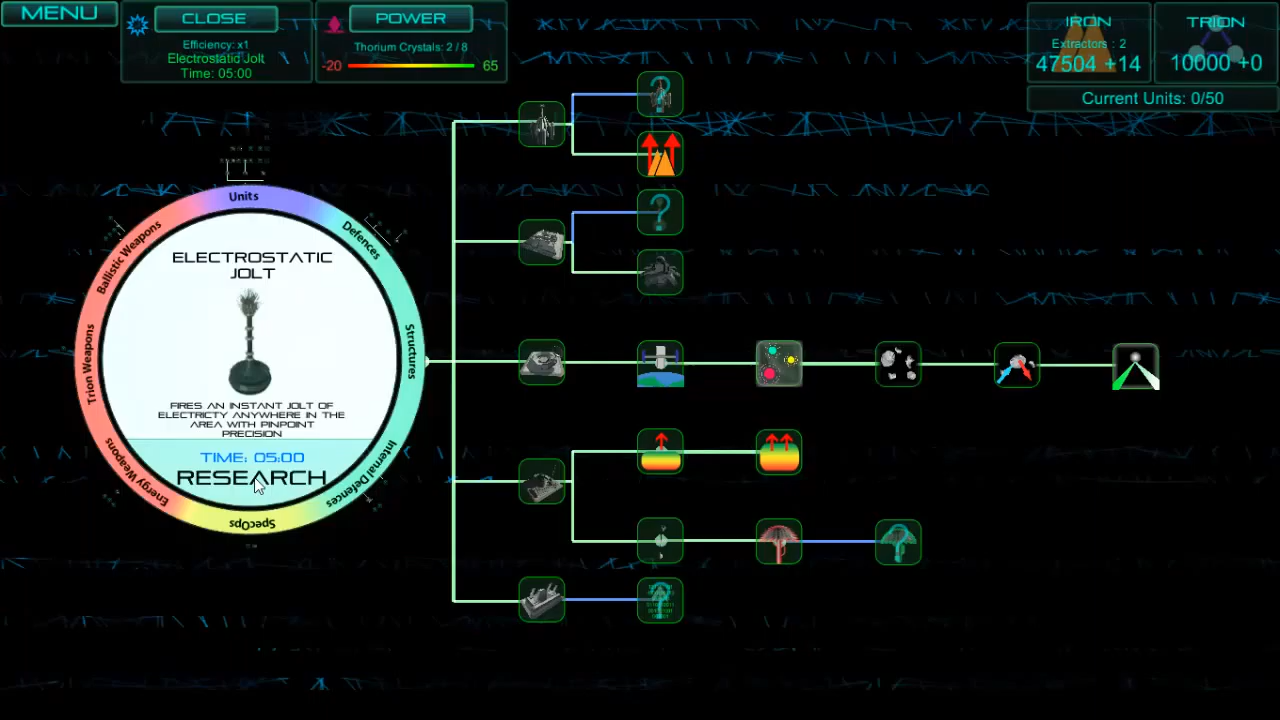 MENU
CLOSE
Efficiency: x1
Electrostatic Jolt
Time: 05:00
POWER
Thorium Crystals: 2 / 8
-20
65
IRON
Extractors : 2
47504 +14
TRION
10000 +0
Current Units: 0/50
Units
Defences
Structures
Internal Defences
SpecOps
Energy Weapons
Trion Weapons
Ballistic Weapons
ELECTROSTATIC
JOLT
FIRES AN INSTANT JOLT OF
ELECTRICTY ANYWHERE IN THE
AREA WITH PINPOINT
PRECISION
TIME: 05:00
RESEARCH
?
?
?
?